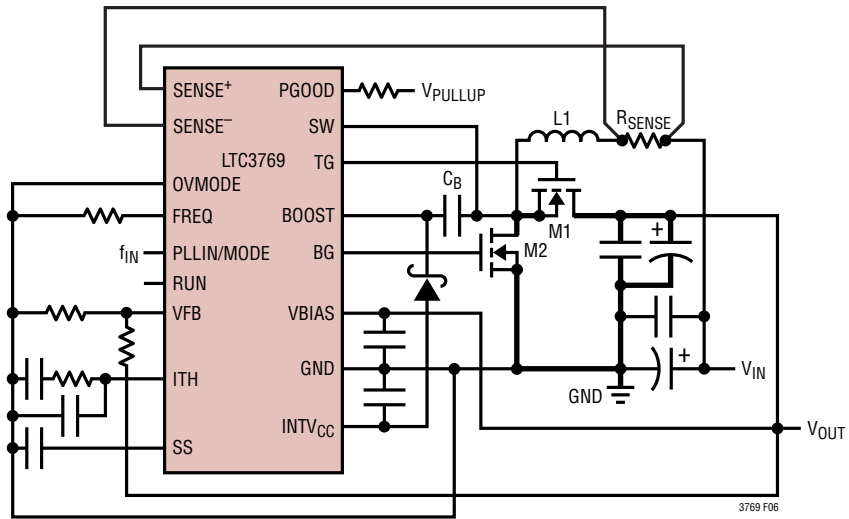 SENSE+
SENSE−
LTC3769
OVMODE
FREQ
fIN
PLLIN/MODE
RUN
VFB
ITH
SS
PGOOD
SW
TG
BOOST
BG
VBIAS
GND
INTVCC
VPULLUP
L1
RSENSE
CB
M1
M2
+
+
GND
VIN
VOUT
3769 F06